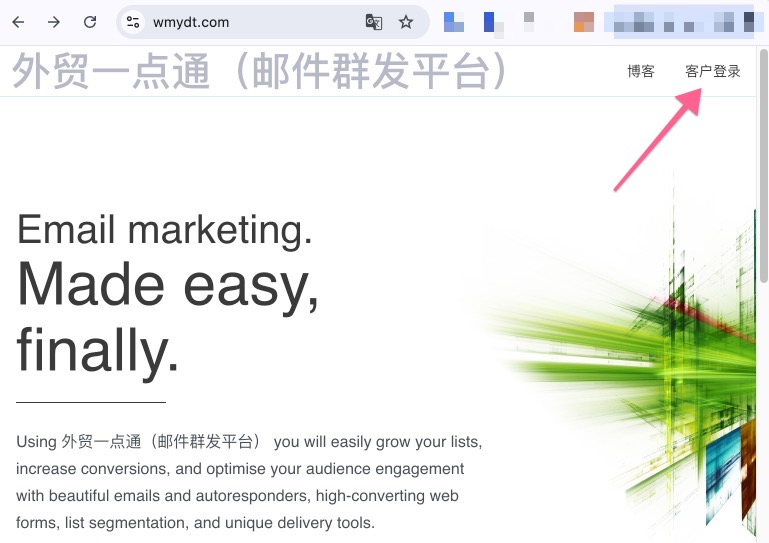 wmydt.com
外贸一点通（邮件群发平台）
博客
客户登录
Email marketing.
Made easy,
finally.
Using 外贸一点通（邮件群发平台） you will easily grow your lists,
increase conversions, and optimise your audience engagement
with beautiful emails and autoresponders, high-converting web
forms, list segmentation, and unique delivery tools.